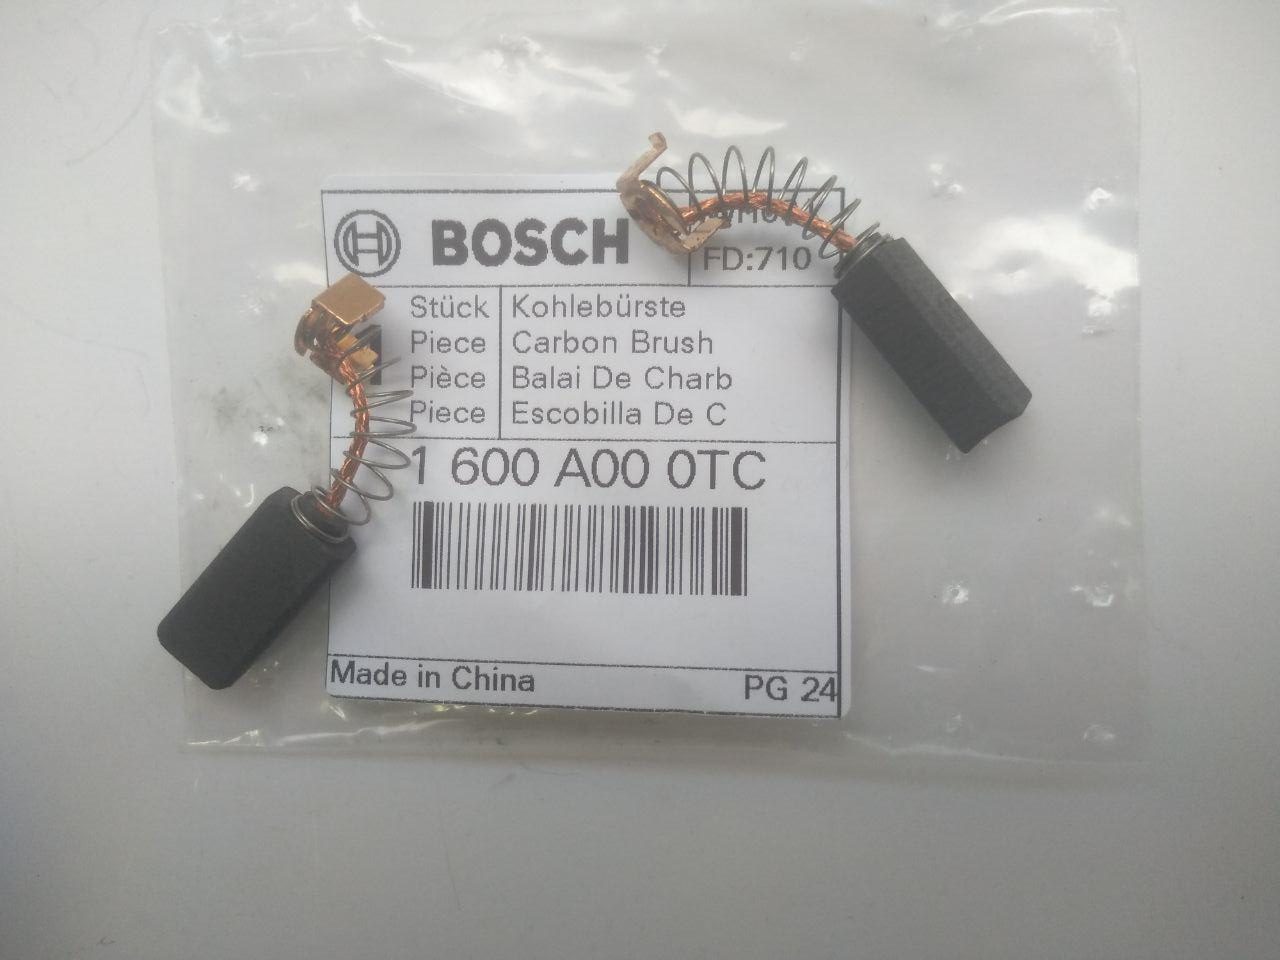 BOSCH
FD:710
Stück Kohlebürste
Piece Carbon Brush
Pièce Balai De Charb
Piece Escobilla De C
1 600 A00 0TC
Made in China PG 24